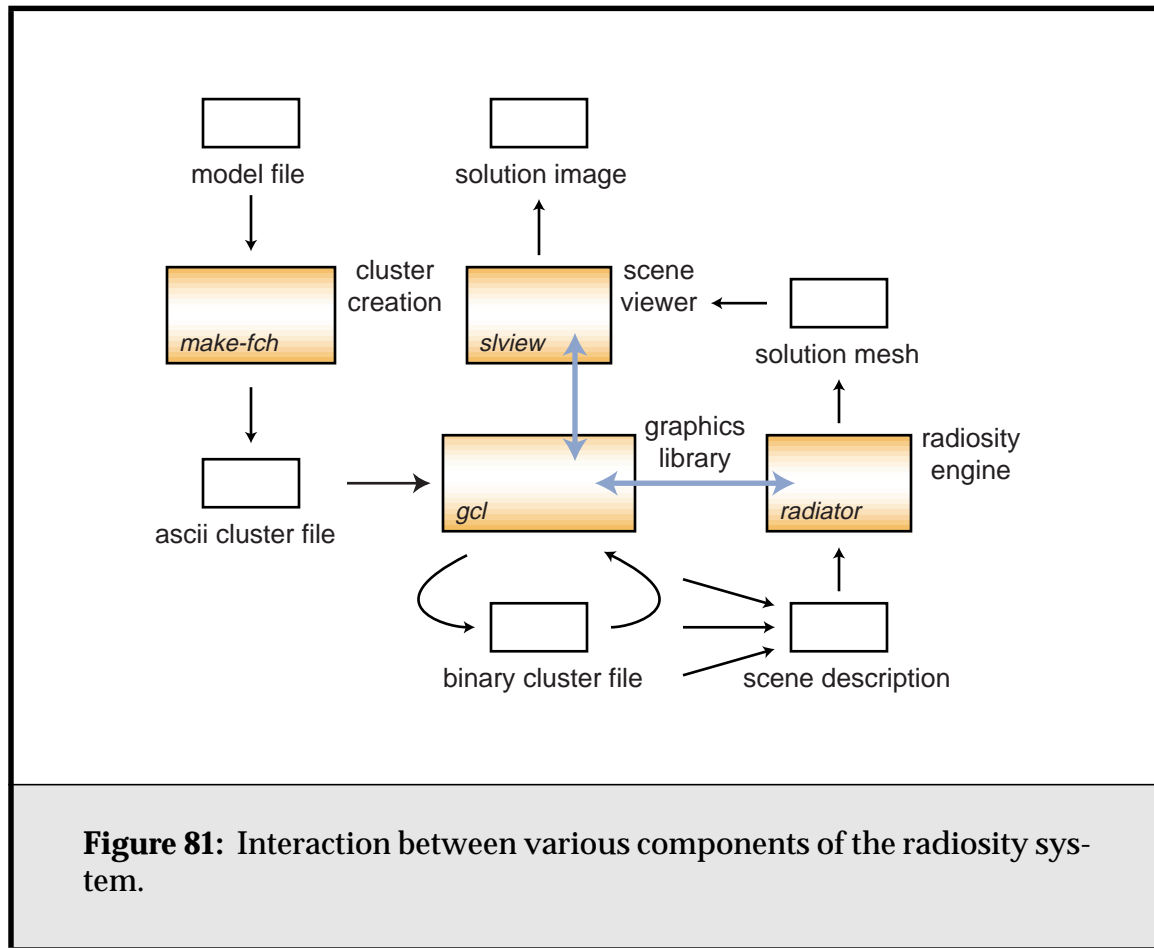 model file
solution image
cluster
creation
make-fch
scene
viewer
slview
solution mesh
ascii cluster file
graphics
library
gcl
radiosity
engine
radiator
binary cluster file
scene description
Figure 81: Interaction between various components of the radiosity sys-
tem.